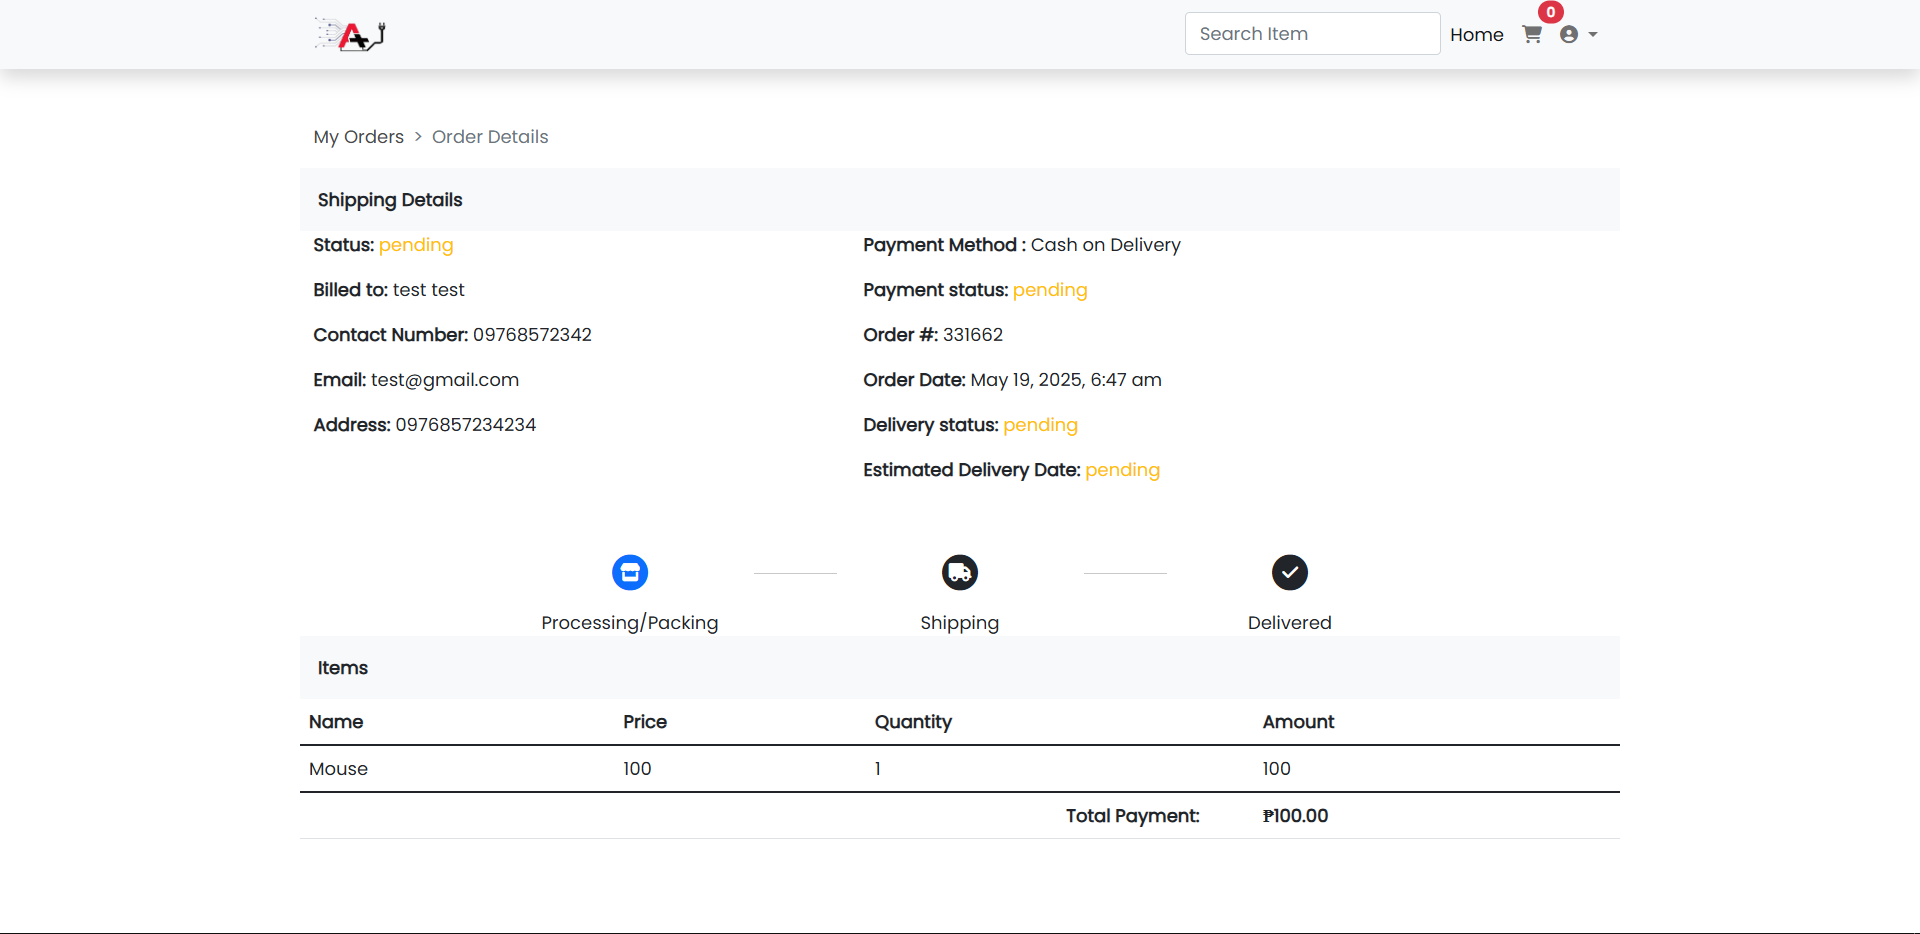 0
Search Item Home
My Orders > Order Details
Shipping Details
Status: pending
Billed to: test test
Contact Number: 09768572342
Email: test@gmail.com
Address: 0976857234234
Payment Method : Cash on Delivery
Payment status: pending
Order #: 331662
Order Date: May 19, 2025, 6:47 am
Delivery status: pending
Estimated Delivery Date: pending
Processing/Packing Shipping Delivered
Items
Name Price Quantity Amount
Mouse 100 1 100
Total Payment: ₱100.00